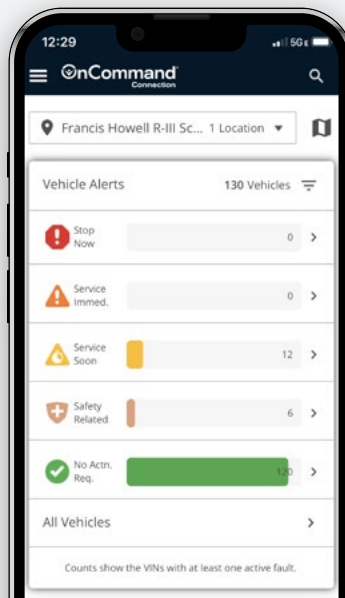 12:29
5GE
OnCommand
Connection
Francis Howell R-III Sc... 1 Location
Vehicle Alerts 130 Vehicles
Stop
Now
0
Service
Immed.
0
Service
Soon
12
Safety
Related
6
No Actn.
Req.
120
All Vehicles
Counts show the VINs with at least one active fault.